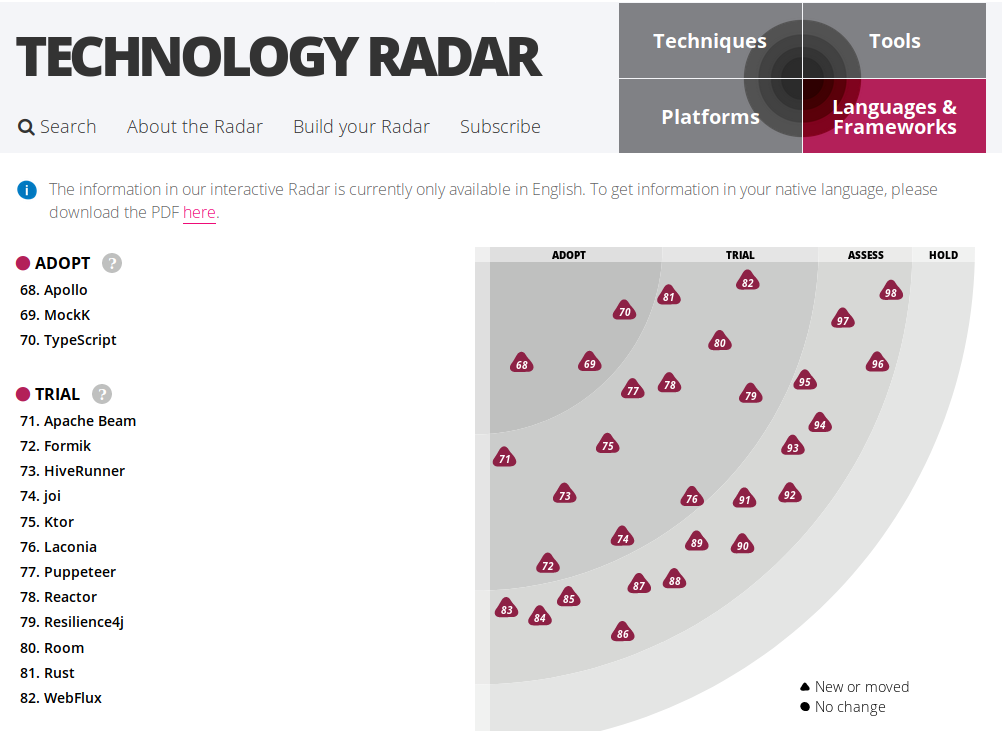 TECHNOLOGY RADAR
Techniques
Tools
Platforms
Languages &
Frameworks
Search
About the Radar
Build your Radar
Subscribe
i
The information in our interactive Radar is currently only available in English. To get information in your native language, please
download the PDF here.
ADOPT ?
68. Apollo
69. MockK
70. TypeScript
TRIAL ?
71. Apache Beam
72. Formik
73. HiveRunner
74. joi
75. Ktor
76. Laconia
77. Puppeteer
78. Reactor
79. Resilience4j
80. Room
81. Rust
82. WebFlux
ADOPT
TRIAL
ASSESS
HOLD
82
98
81
70
97
80
68
69
96
77
78
95
79
94
75
93
71
73
76
91
92
74
89
90
72
87
88
83
84
85
86
New or moved
No change